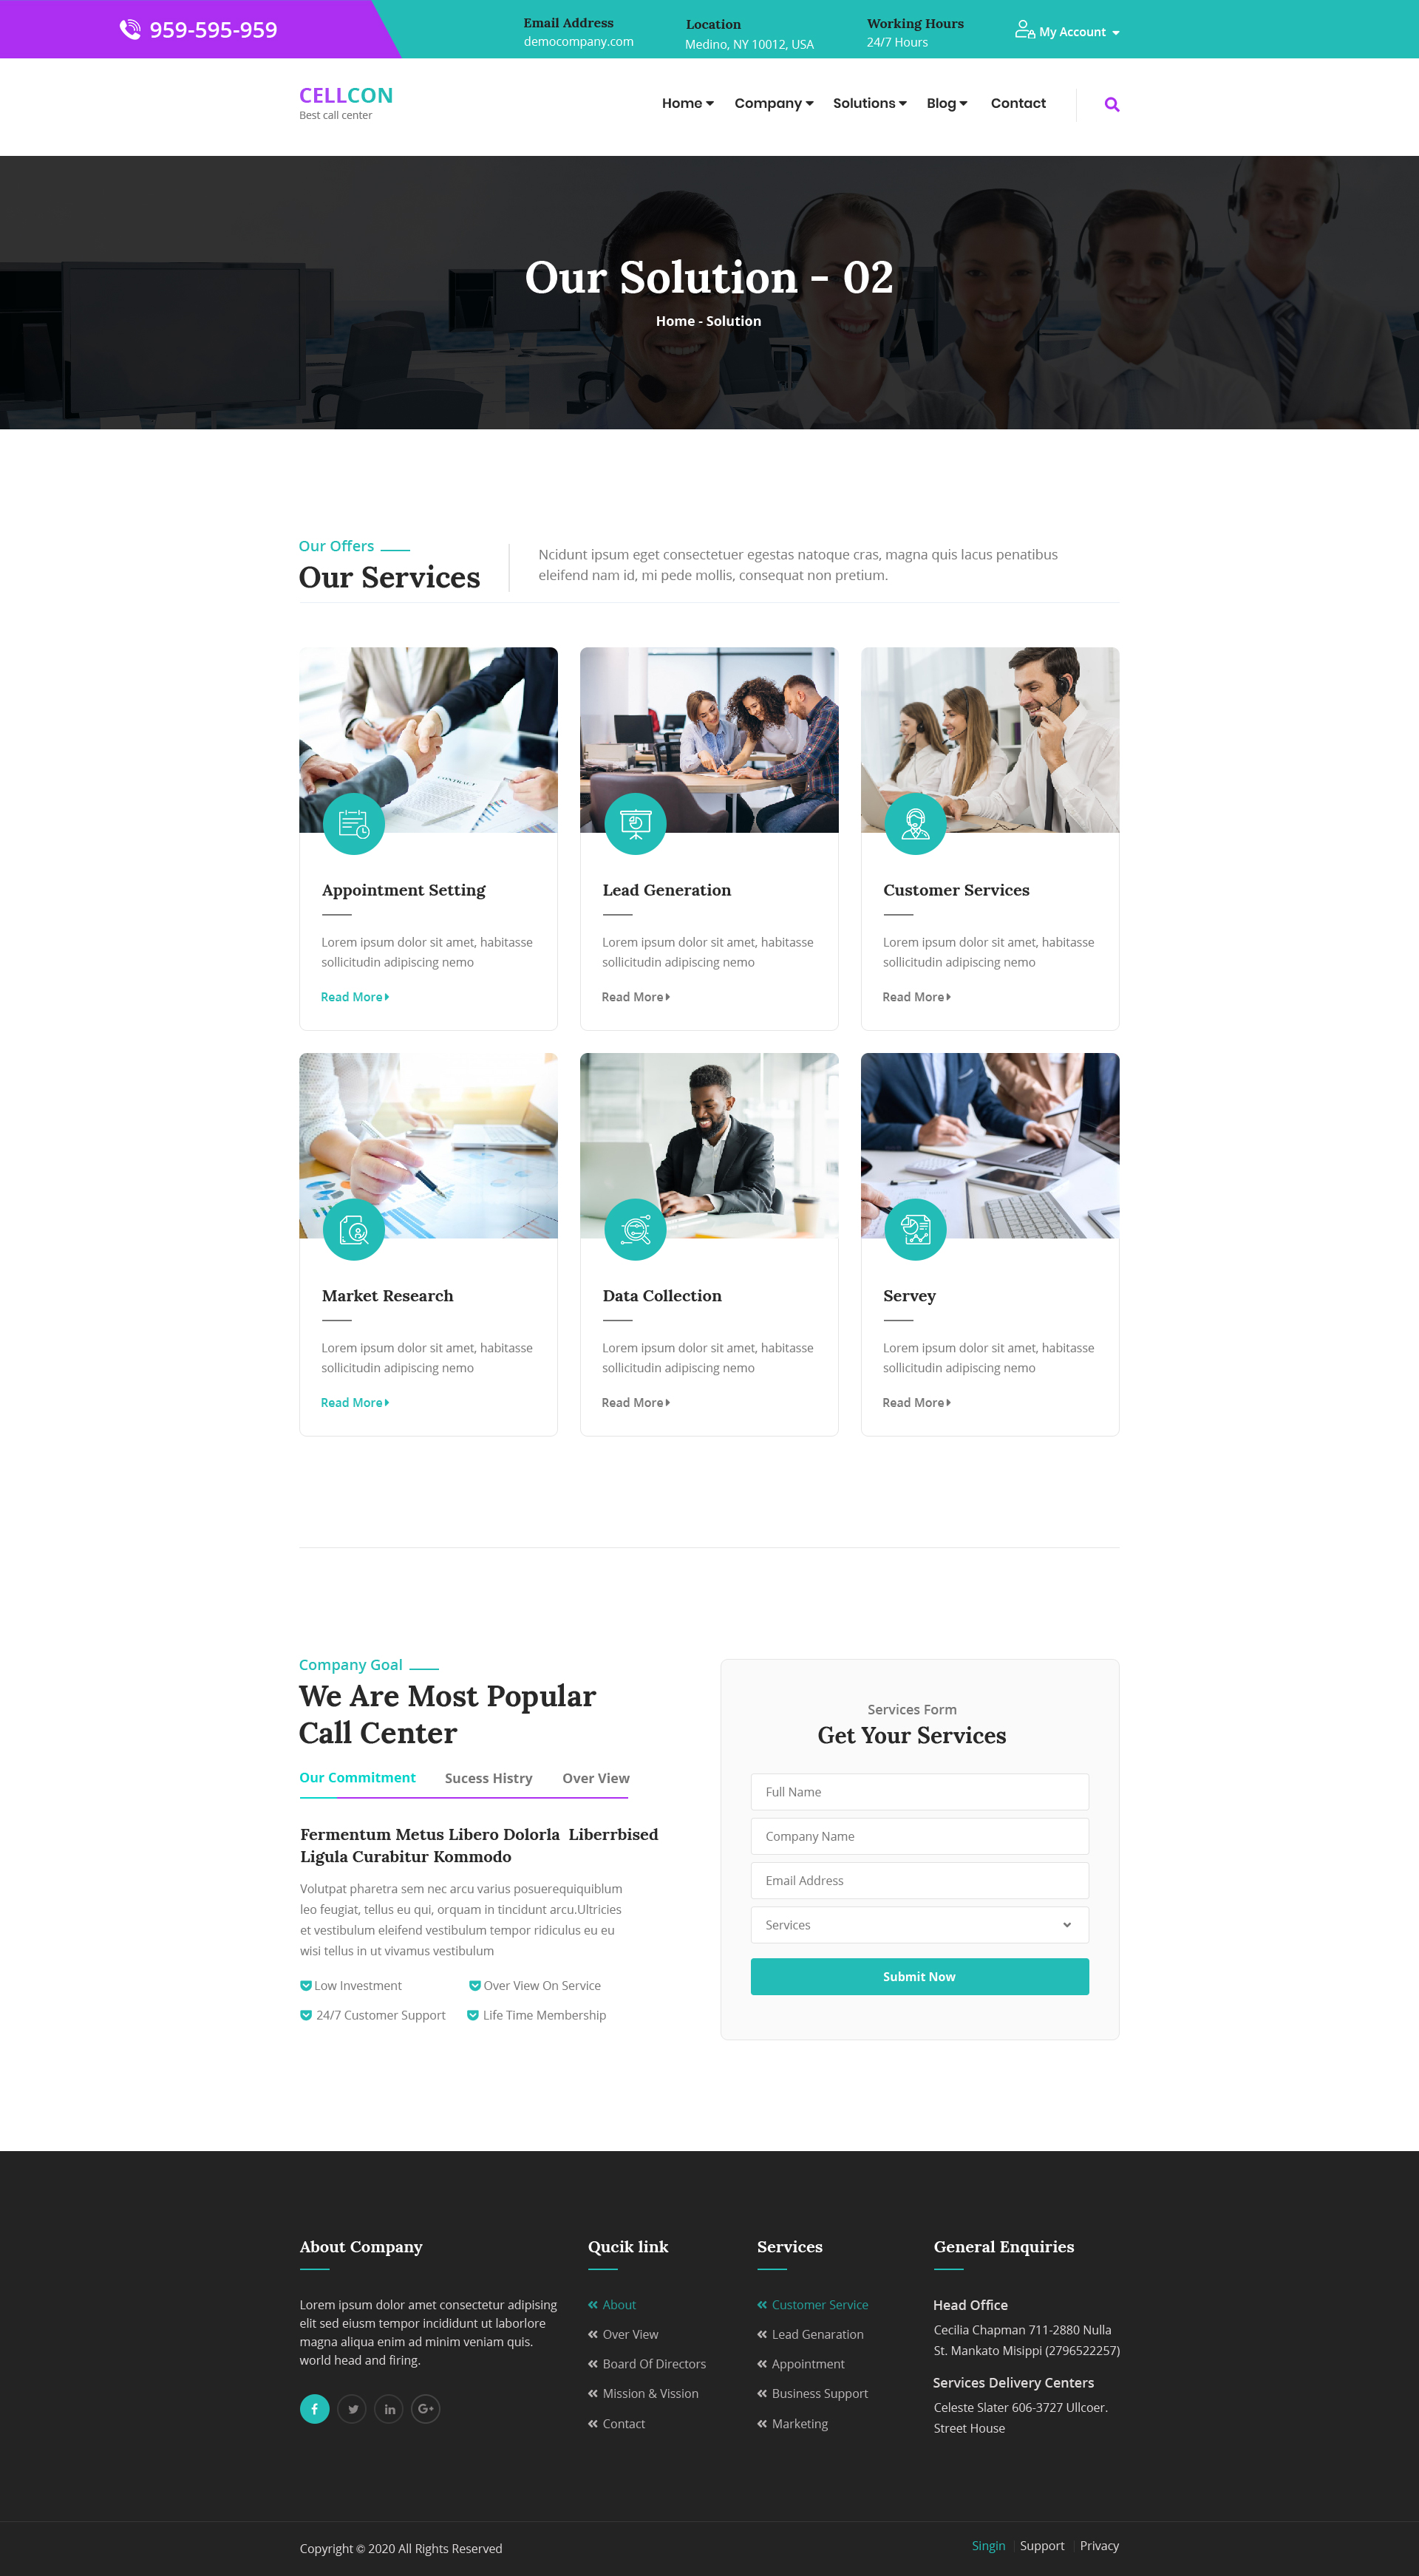 959-595-959
Email Address
democompany.com
Location
Medino, NY 10012, USA
Working Hours
24/7 Hours
My Account
CELLCON
Best call center
Home
Company
Solutions
Blog
Contact
Our Solution - 02
Home - Solution
Our Offers
Our Services
Ncidunt ipsum eget consectetuer egestas natoque cras, magna quis lacus penatibus
eleifend nam id, mi pede mollis, consequat non pretium.
CONTRACT
Appointment Setting
Lorem ipsum dolor sit amet, habitasse
sollicitudin adipiscing nemo
Read More
Lead Generation
Lorem ipsum dolor sit amet, habitasse
sollicitudin adipiscing nemo
Read More
Customer Services
Lorem ipsum dolor sit amet, habitasse
sollicitudin adipiscing nemo
Read More
Market Research
Lorem ipsum dolor sit amet, habitasse
sollicitudin adipiscing nemo
Read More
Data Collection
Lorem ipsum dolor sit amet, habitasse
sollicitudin adipiscing nemo
Read More
Servey
Lorem ipsum dolor sit amet, habitasse
sollicitudin adipiscing nemo
Read More
Company Goal
We Are Most Popular
Call Center
Our Commitment
Sucess Histry
Over View
Fermentum Metus Libero Dolorla Liberrbised
Ligula Curabitur Kommodo
Volutpat pharetra sem nec arcu varius posuerequiquiblum
leo feugiat, tellus eu qui, orquam in tincidunt arcu.Ultricies
et vestibulum eleifend vestibulum tempor ridiculus eu eu
wisi tellus in ut vivamus vestibulum
Low Investment
Over View On Service
24/7 Customer Support
Life Time Membership
Services Form
Get Your Services
Full Name
Company Name
Email Address
Services
Submit Now
About Company
Lorem ipsum dolor amet consectetur adipising
elit sed eiusm tempor incididunt ut laborlore
magna aliqua enim ad minim veniam quis.
world head and firing.
Qucik link
About
Over View
Board Of Directors
Mission & Vission
Contact
Services
Customer Service
Lead Genaration
Appointment
Business Support
Marketing
General Enquiries
Head Office
Cecilia Chapman 711-2880 Nulla
St. Mankato Misippi (2796522257)
Services Delivery Centers
Celeste Slater 606-3727 Ullcoer.
Street House
Copyright © 2020 All Rights Reserved
Singin
Support
Privacy